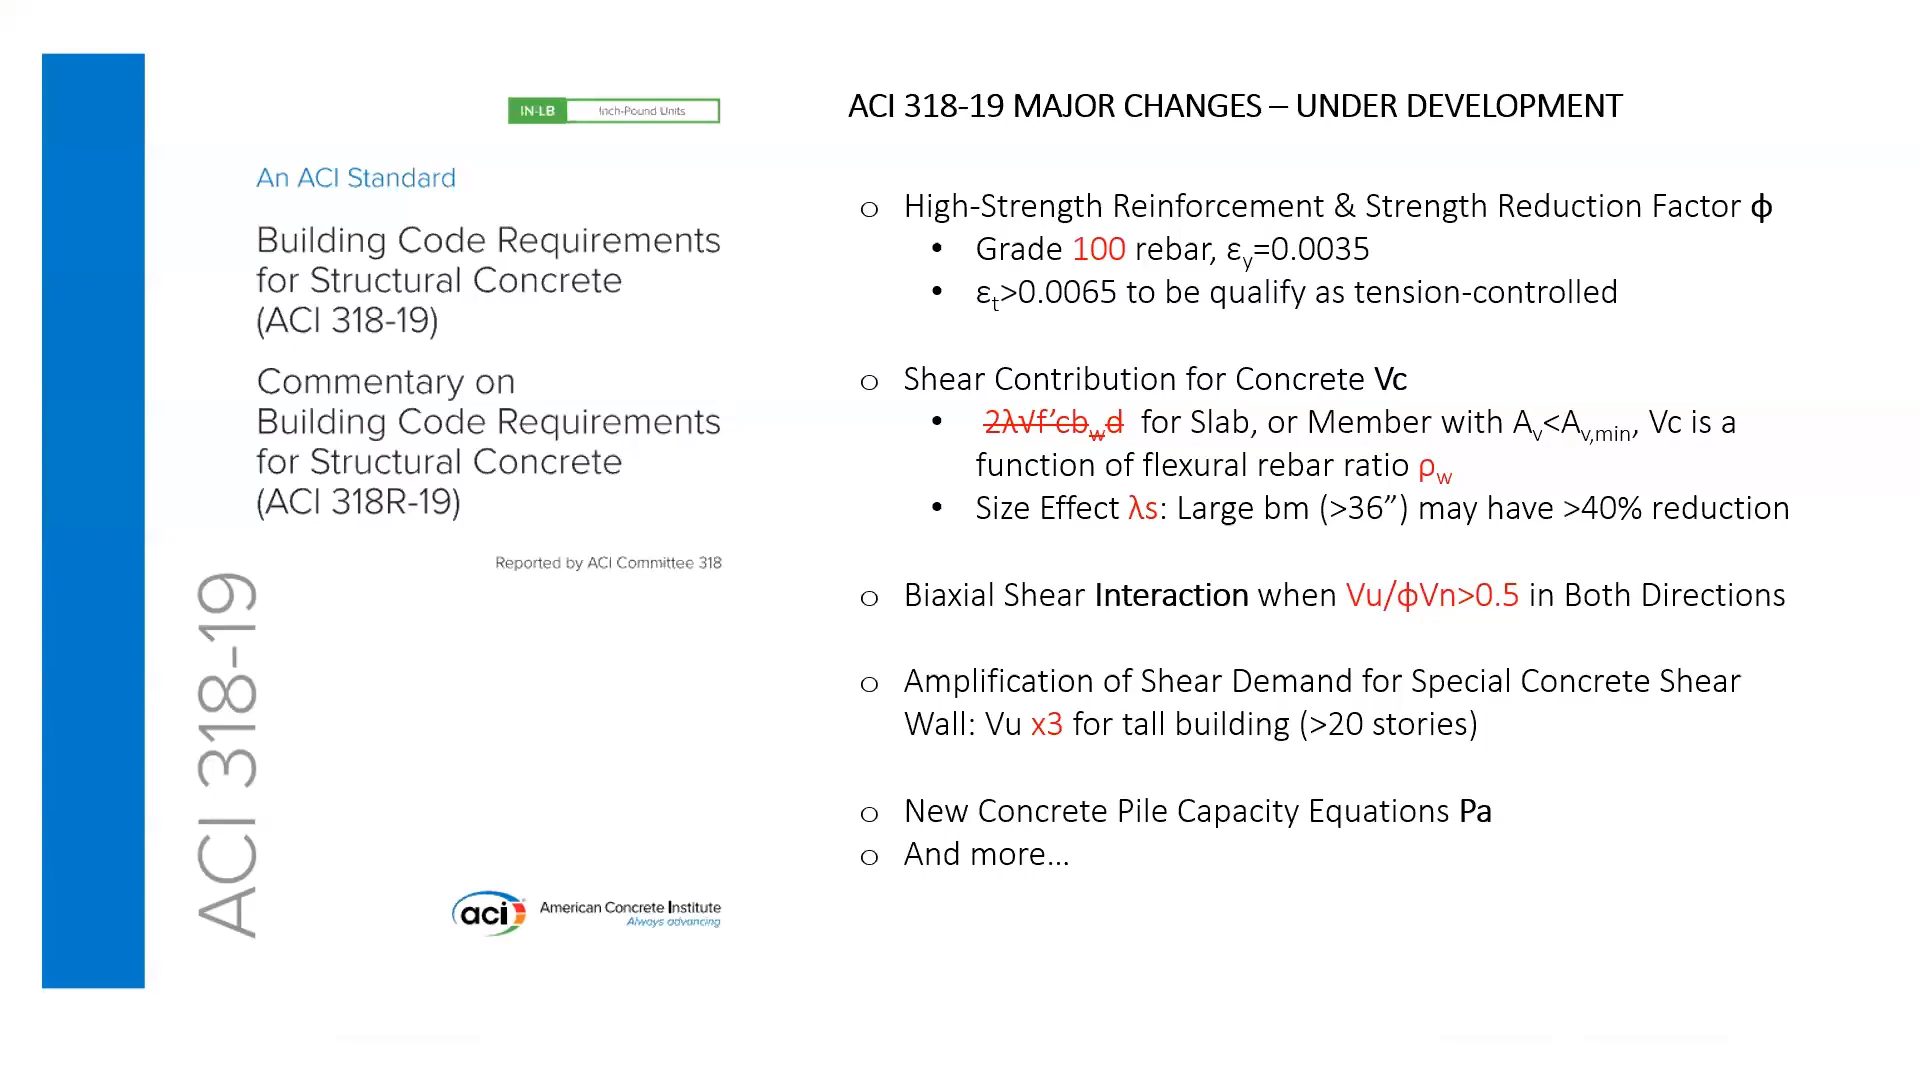 IN-LB Inch-Pound Units
An ACI Standard
Building Code Requirements
for Structural Concrete
(ACI 318-19)
Commentary on
Building Code Requirements
for Structural Concrete
(ACI 318R-19)
Reported by ACI Committee 318
ACI 318-19
aci American Concrete Institute
Always advancing
ACI 318-19 MAJOR CHANGES – UNDER DEVELOPMENT
o High-Strength Reinforcement & Strength Reduction Factor ϕ
• Grade 100 rebar, εy=0.0035
• εt>0.0065 to be qualify as tension-controlled
o Shear Contribution for Concrete Vc
• 2λ√f’cbwd for Slab, or Member with Av<Av,min, Vc is a
function of flexural rebar ratio ρw
• Size Effect λs: Large bm (>36”) may have >40% reduction
o Biaxial Shear Interaction when Vu/ϕVn>0.5 in Both Directions
o Amplification of Shear Demand for Special Concrete Shear
Wall: Vu x3 for tall building (>20 stories)
o New Concrete Pile Capacity Equations Pa
o And more…